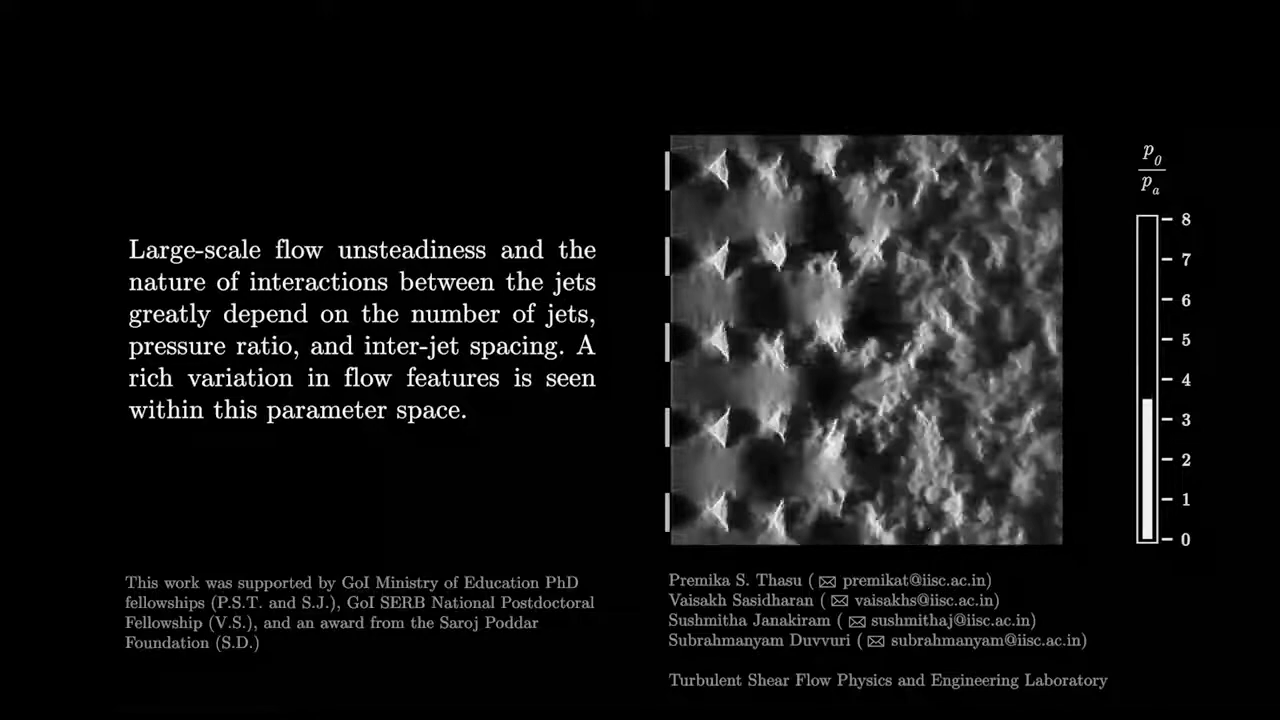 Large-scale flow unsteadiness and the
nature of interactions between the jets
greatly depend on the number of jets,
pressure ratio, and inter-jet spacing. A
rich variation in flow features is seen
within this parameter space.
p0
pa
8
7
6
5
4
3
2
1
0
This work was supported by GoI Ministry of Education PhD
fellowships (P.S.T. and S.J.), GoI SERB National Postdoctoral
Fellowship (V.S.), and an award from the Saroj Poddar
Foundation (S.D.)
Premika S. Thasu ( ✉ premikat@iisc.ac.in)
Vaisakh Sasidharan ( ✉ vaisakhs@iisc.ac.in)
Sushmitha Janakiram ( ✉ sushmithaj@iisc.ac.in)
Subrahmanyam Duvvuri ( ✉ subrahmanyam@iisc.ac.in)
Turbulent Shear Flow Physics and Engineering Laboratory